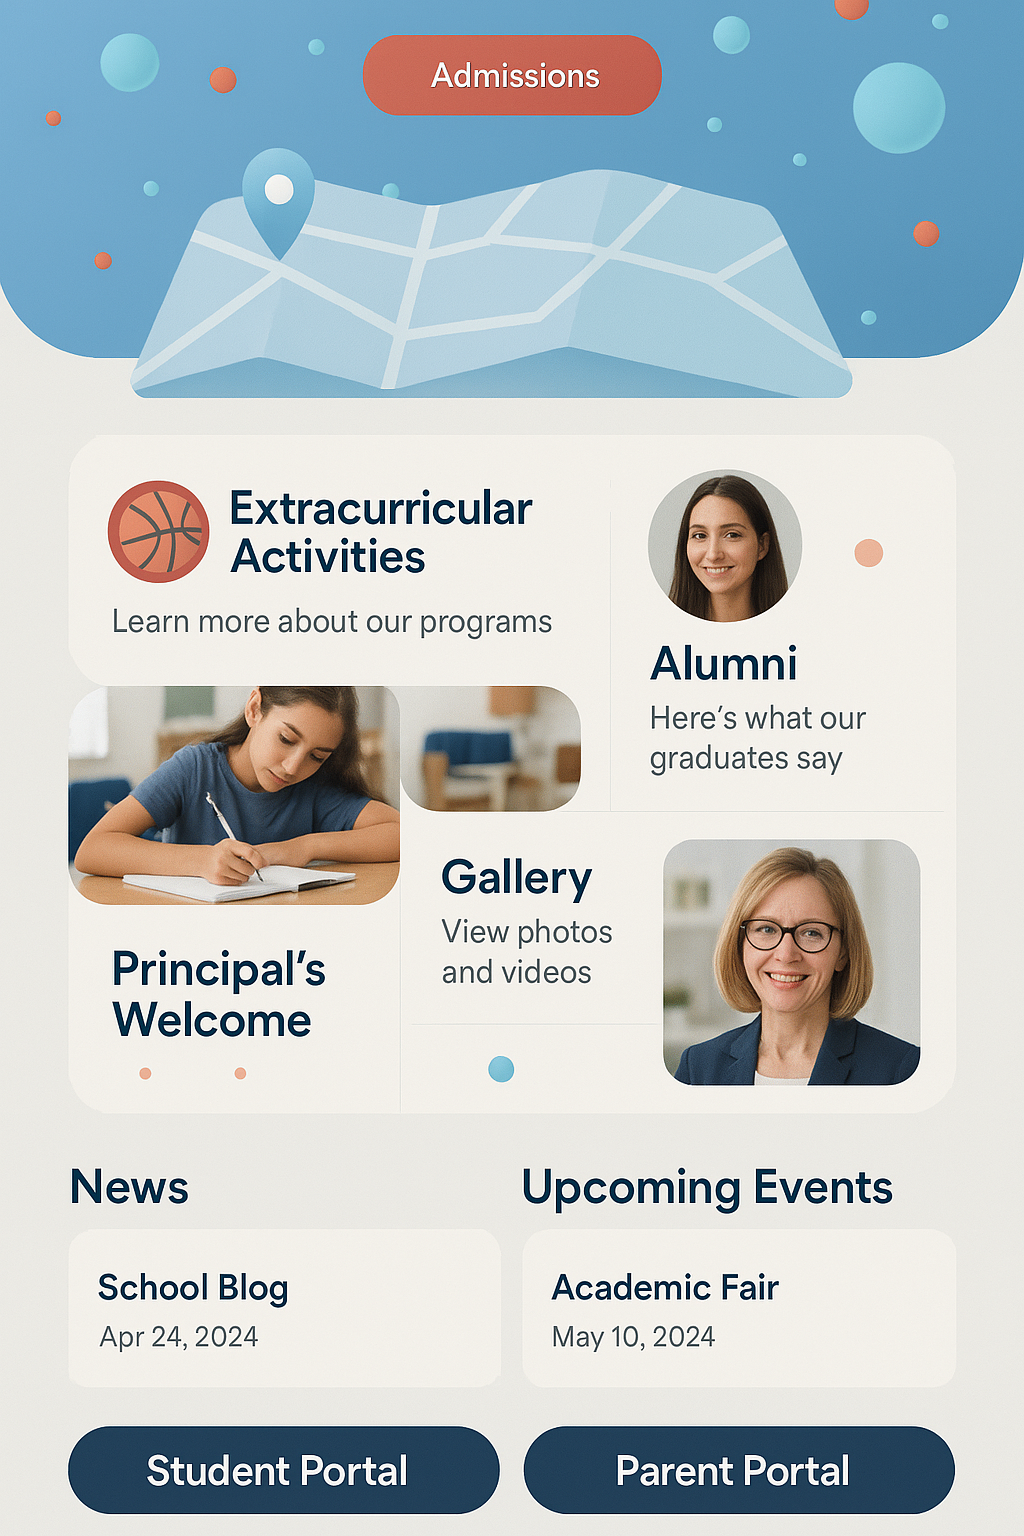 Admissions
Extracurricular
Activities
Learn more about our programs
Alumni
Here's what our
graduates say
Gallery
View photos
and videos
Principal's
Welcome
News
School Blog
Apr 24, 2024
Upcoming Events
Academic Fair
May 10, 2024
Student Portal
Parent Portal